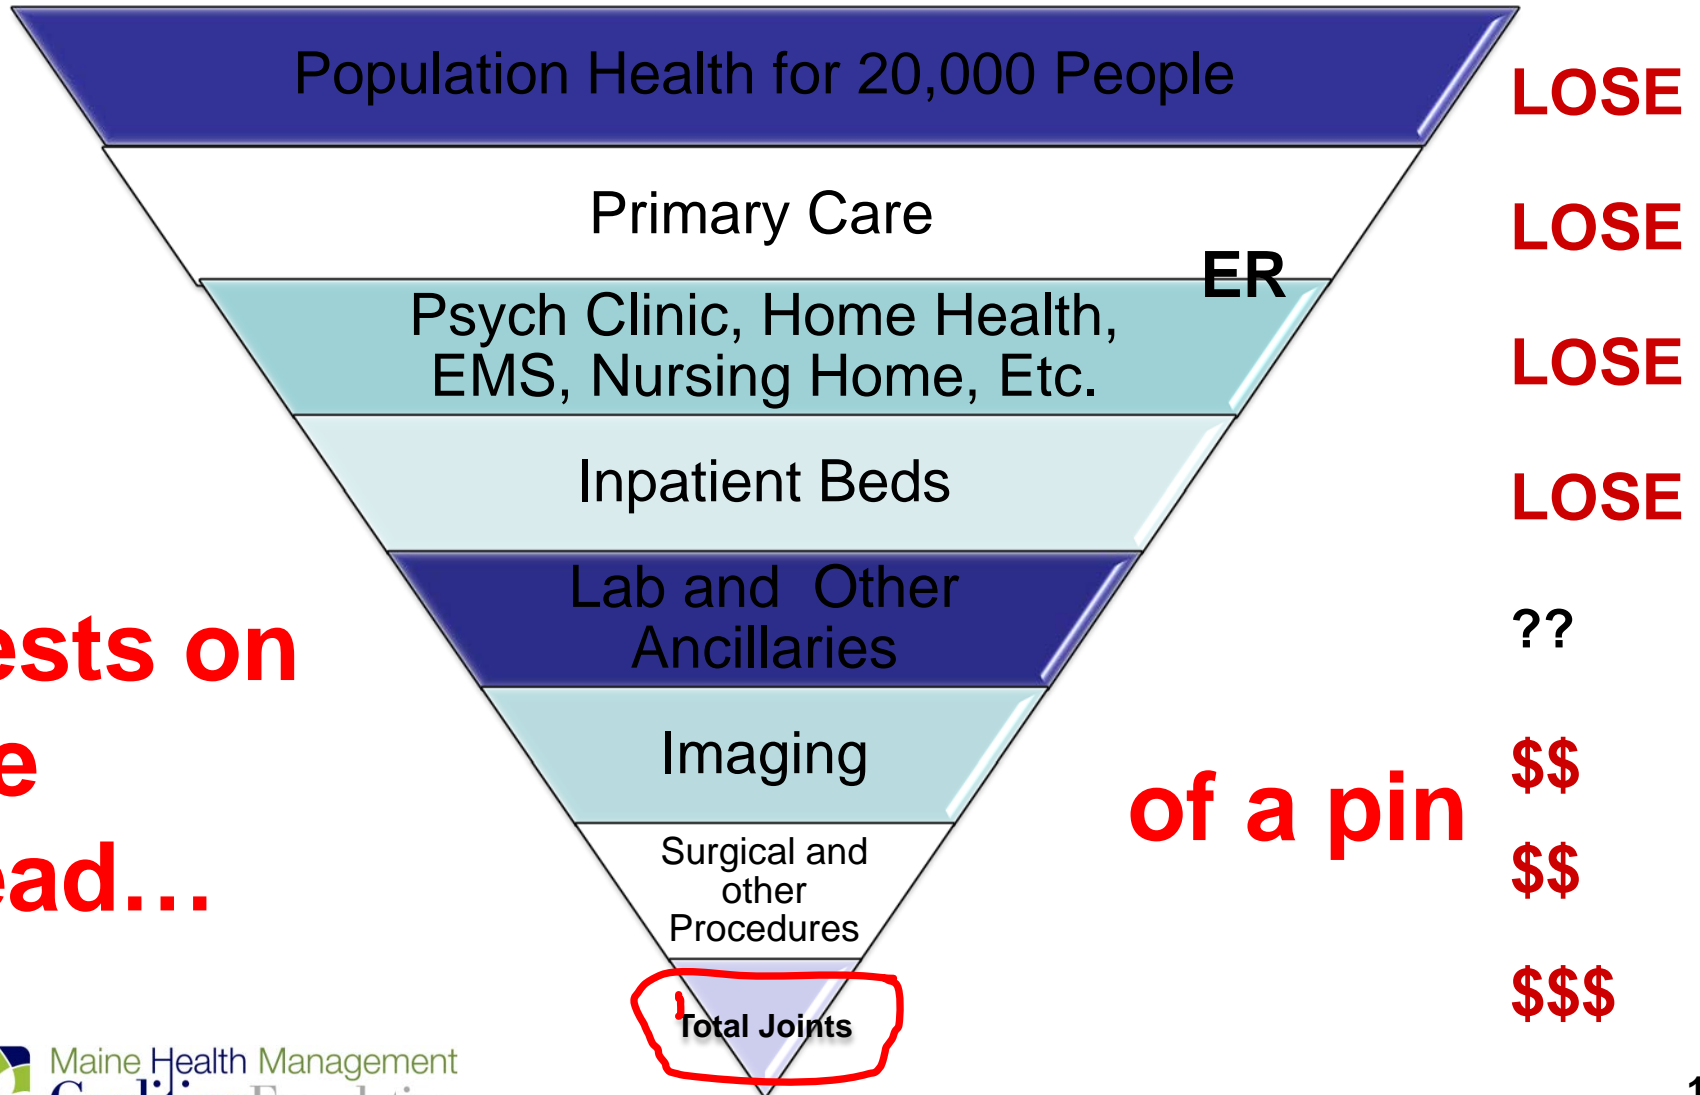 Population Health for 20,000 People
LOSE
Primary Care
LOSE
ER
Psych Clinic, Home Health,
EMS, Nursing Home, Etc.
LOSE
Inpatient Beds
LOSE
Lab and Other
Ancillaries
??
ests on
e
ead…
Imaging
$$
of a pin
Surgical and
other
Procedures
$$
Total Joints
$$$
Maine Health Management
1